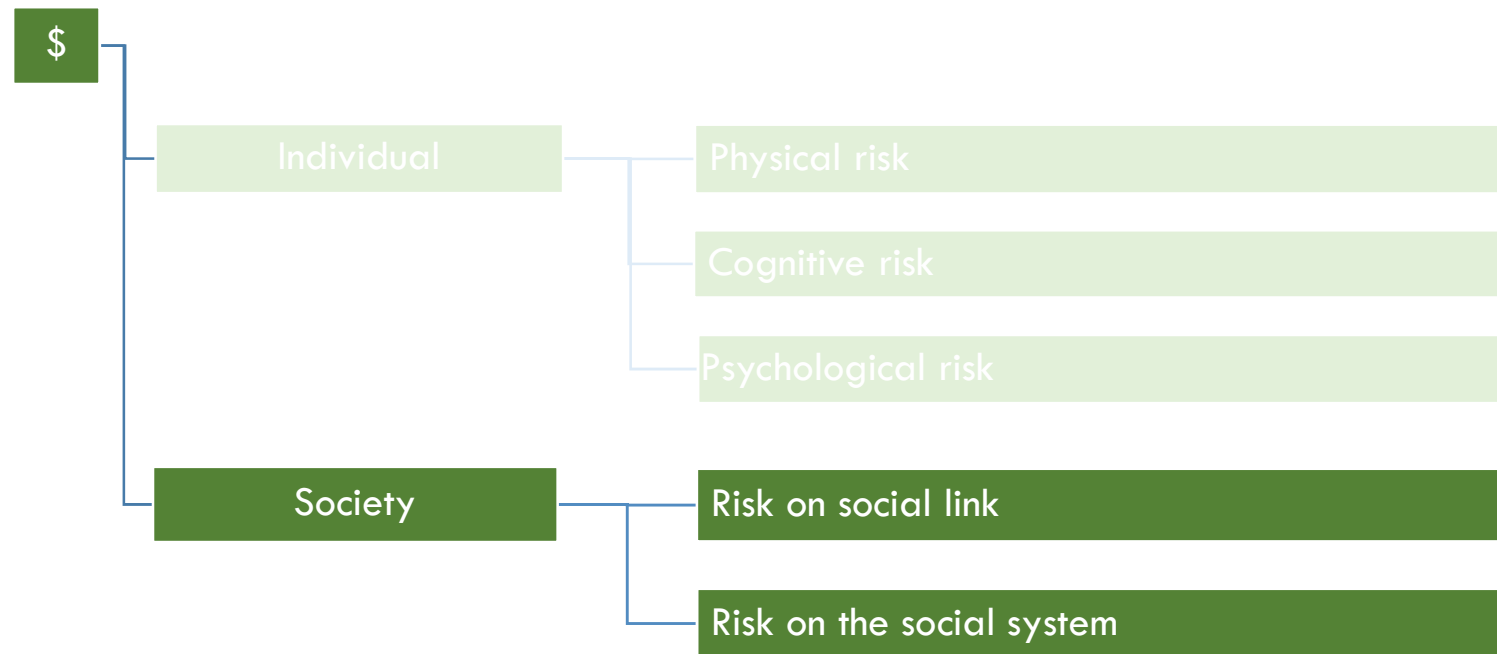 $
Individual
Physical risk
Cognitive risk
Psychological risk
Society
Risk on social link
Risk on the social system